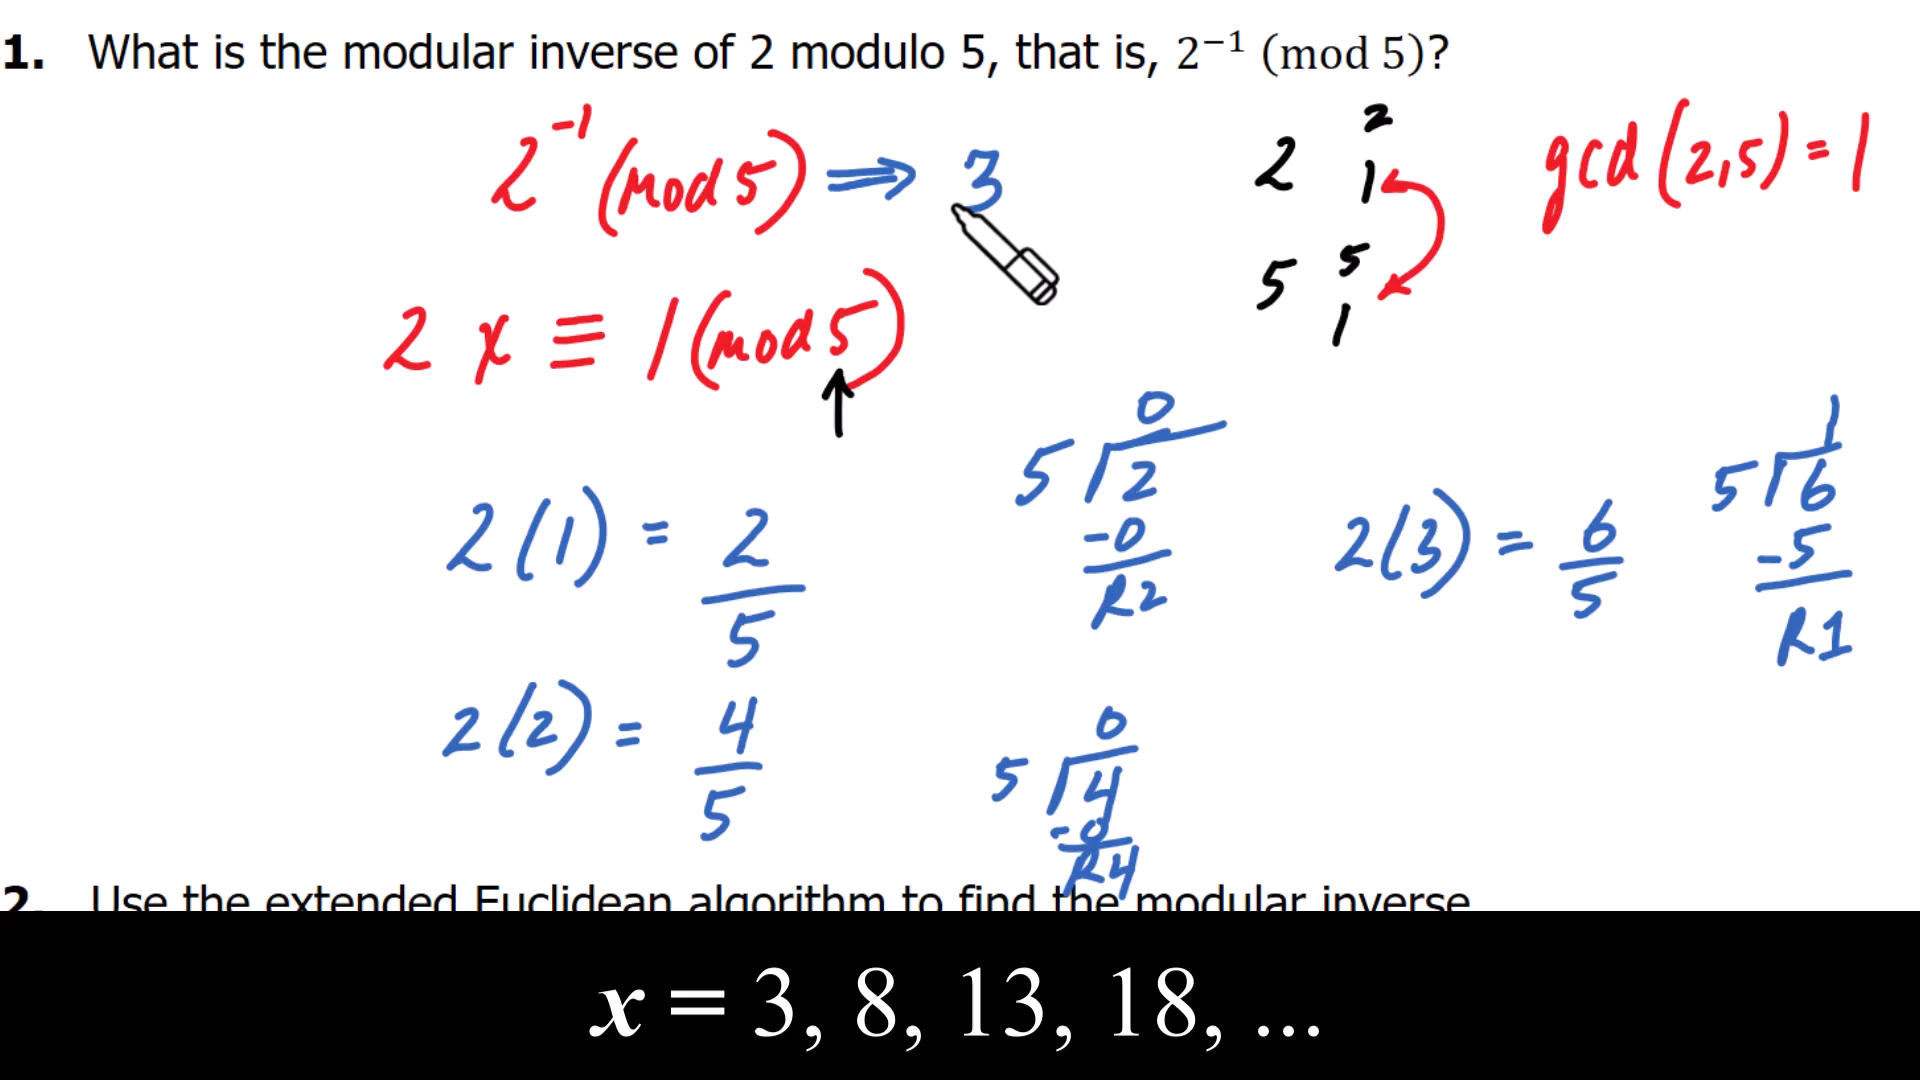 1. What is the modular inverse of 2 modulo 5, that is, 2⁻¹ (mod 5)?
2⁻¹ (mod 5) ⇒ 3
2 2 1
5 5 1
gcd(2,5) = 1
2 x ≡ 1 (mod 5)
2(1) = 2/5
0
5 2
-0
R2
2(3) = 6/5
1
5 6
-5
R1
2(2) = 4/5
0
5 4
-0
R4
2. Use the extended Euclidean algorithm to find the modular inverse
x = 3, 8, 13, 18, ...